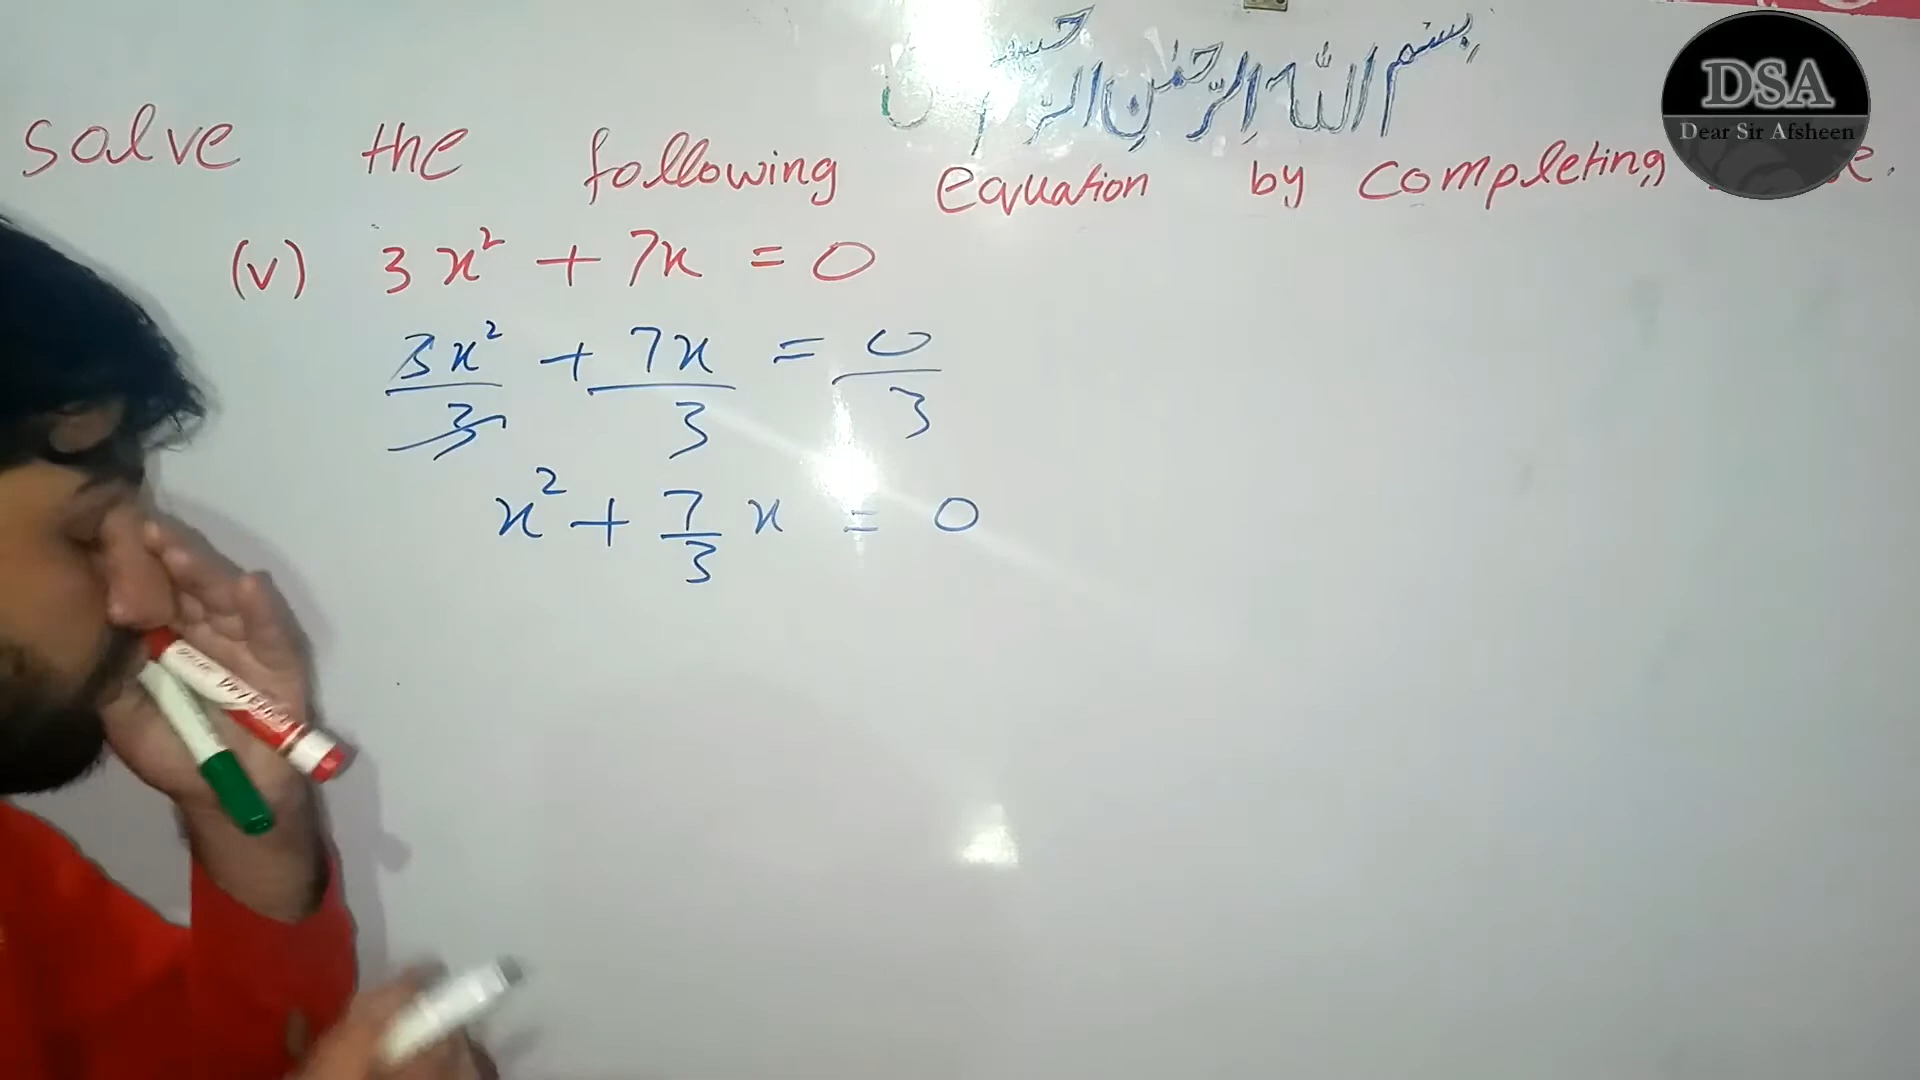 بسم اللہ الرحمٰن الرحیم
DSA
Dear Sir Afsheen
Solve the following equation by completing
(v) 3x² + 7x = 0
3x²/3 + 7x/3 = 0/3
x² + 7/3 x = 0